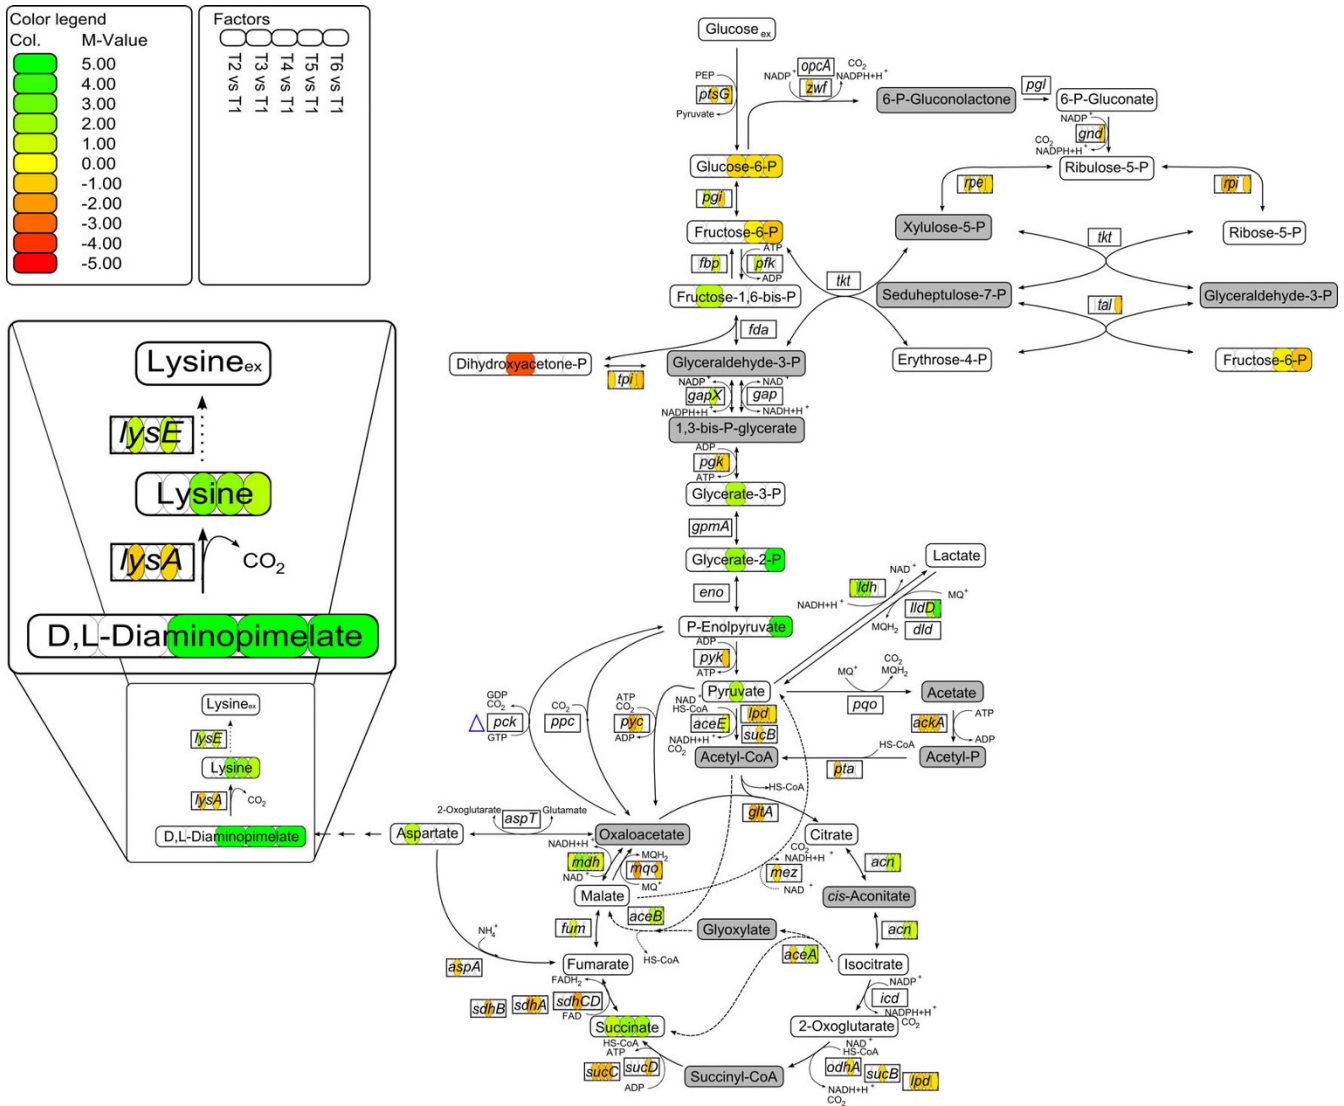 Color legend
Col. M-Value
5.00
4.00
3.00
2.00
1.00
0.00
-1.00
-2.00
-3.00
-4.00
-5.00
Factors
T2 vs T1
T3 vs T1
T4 vs T1
T5 vs T1
T6 vs T1
Lysine ex
lysE
Lysine
lysA
CO2
D,L-Diaminopimelate
Lysine ex
lysE
Lysine
lysA
CO2
D,L-Diaminopimelate
Glucose ex
PEP
ptsG
Pyruvate
opcA
NADP+
zwf
CO2
NADPH+H+
6-P-Gluconolactone
pgl
6-P-Gluconate
NADP+
gnd
CO2
NADPH+H+
Ribulose-5-P
Glucose-6-P
pgi
rpe
rpi
Fructose-6-P
Xylulose-5-P
Ribose-5-P
tkt
fbp
pfk
ATP
ADP
Fructose-1,6-bis-P
tkt
Seduheptulose-7-P
Glyceraldehyde-3-P
tal
fda
Dihydroxyacetone-P
tpi
Glyceraldehyde-3-P
Erythrose-4-P
Fructose-6-P
NADP+
gapX
NADPH+H+
NAD+
gap
NADH+H+
1,3-bis-P-glycerate
ADP
pgk
ATP
Glycerate-3-P
gpmA
Glycerate-2-P
eno
Lactate
NAD+
ldh
NADH+H+
lldD
MQ+
MQH2
dld
P-Enolpyruvate
ADP
pyk
ATP
Pyruvate
MQ+
CO2
MQH2
pqo
Acetate
ackA
ATP
ADP
Acetyl-P
HS-CoA
pta
GDP
CO2
pck
GTP
CO2
ppc
ATP
CO2
pyc
ADP
NAD+
HS-CoA
aceE
NADH+H+
CO2
lpd
sucB
Acetyl-CoA
HS-CoA
gltA
2-Oxoglutarate
Glutamate
aspT
Aspartate
Oxaloacetate
Citrate
NADH+H+
mdh
NAD+
MQH2
mqo
MQ+
CO2
NADH+H+
mez
NAD+
acn
Malate
cis-Aconitate
aceB
fum
Glyoxylate
HS-CoA
acn
aceA
NH4+
aspA
Fumarate
Isocitrate
FADH2
sdhB
sdhA
sdhCD
FAD
NADP+
icd
NADPH+H+
CO2
Succinate
2-Oxoglutarate
HS-CoA
ATP
sucC
sucD
ADP
Succinyl-CoA
NAD+
HS-CoA
odhA
sucB
lpd
NADH+H+
CO2